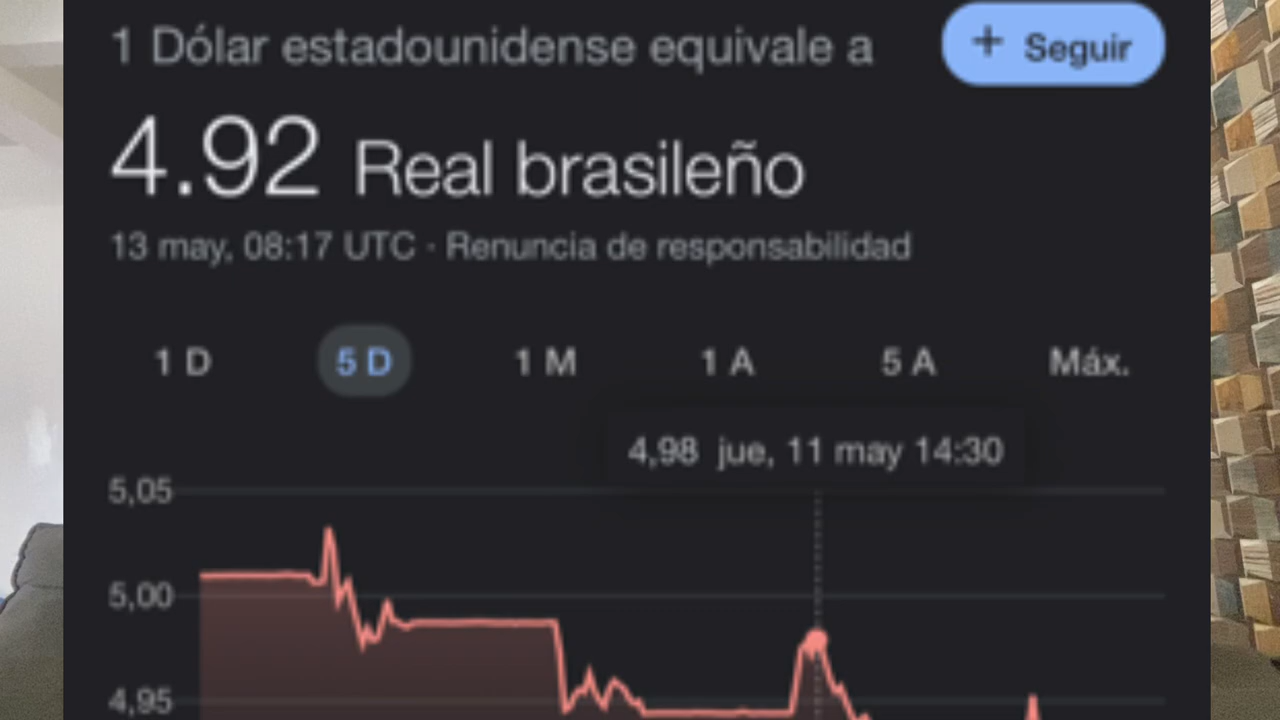 1 Dólar estadounidense equivale a
+ Seguir
4.92 Real brasileño
13 may, 08:17 UTC · Renuncia de responsabilidad
1 D 5 D 1 M 1 A 5 A Máx.
4,98 jue, 11 may 14:30
5,05
5,00
4,95